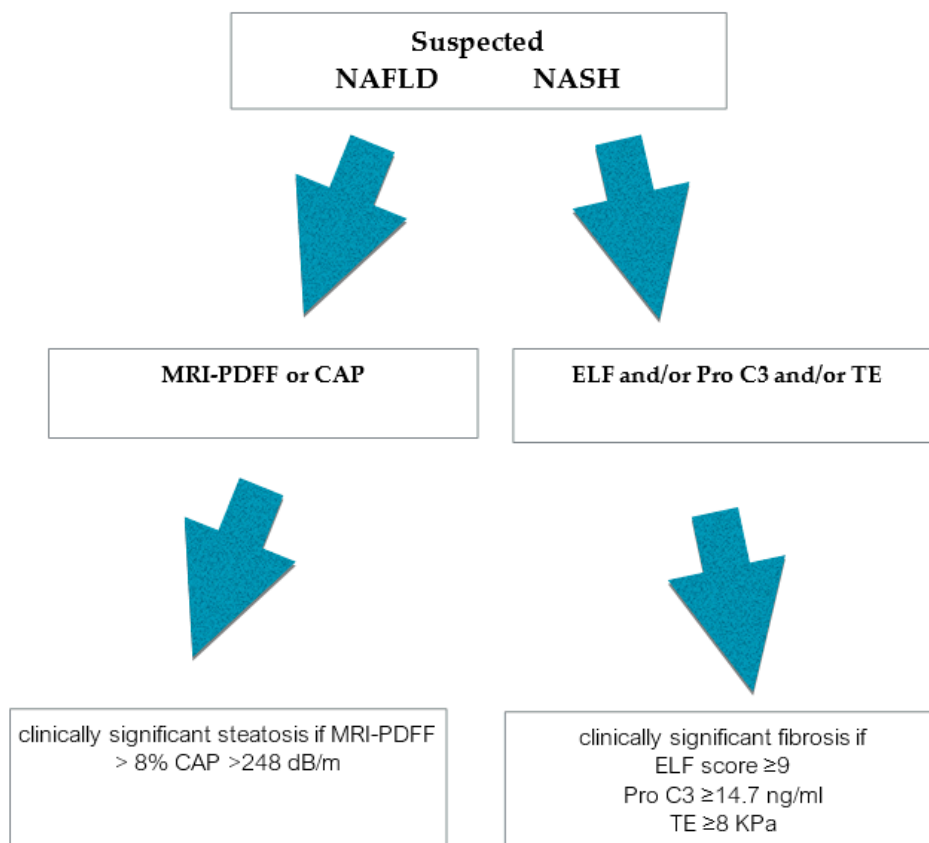 Suspected
NAFLD NASH
MRI-PDFF or CAP
ELF and/or Pro C3 and/or TE
clinically significant steatosis if MRI-PDFF
> 8% CAP >248 dB/m
clinically significant fibrosis if
ELF score ≥9
Pro C3 ≥14.7 ng/ml
TE ≥8 KPa